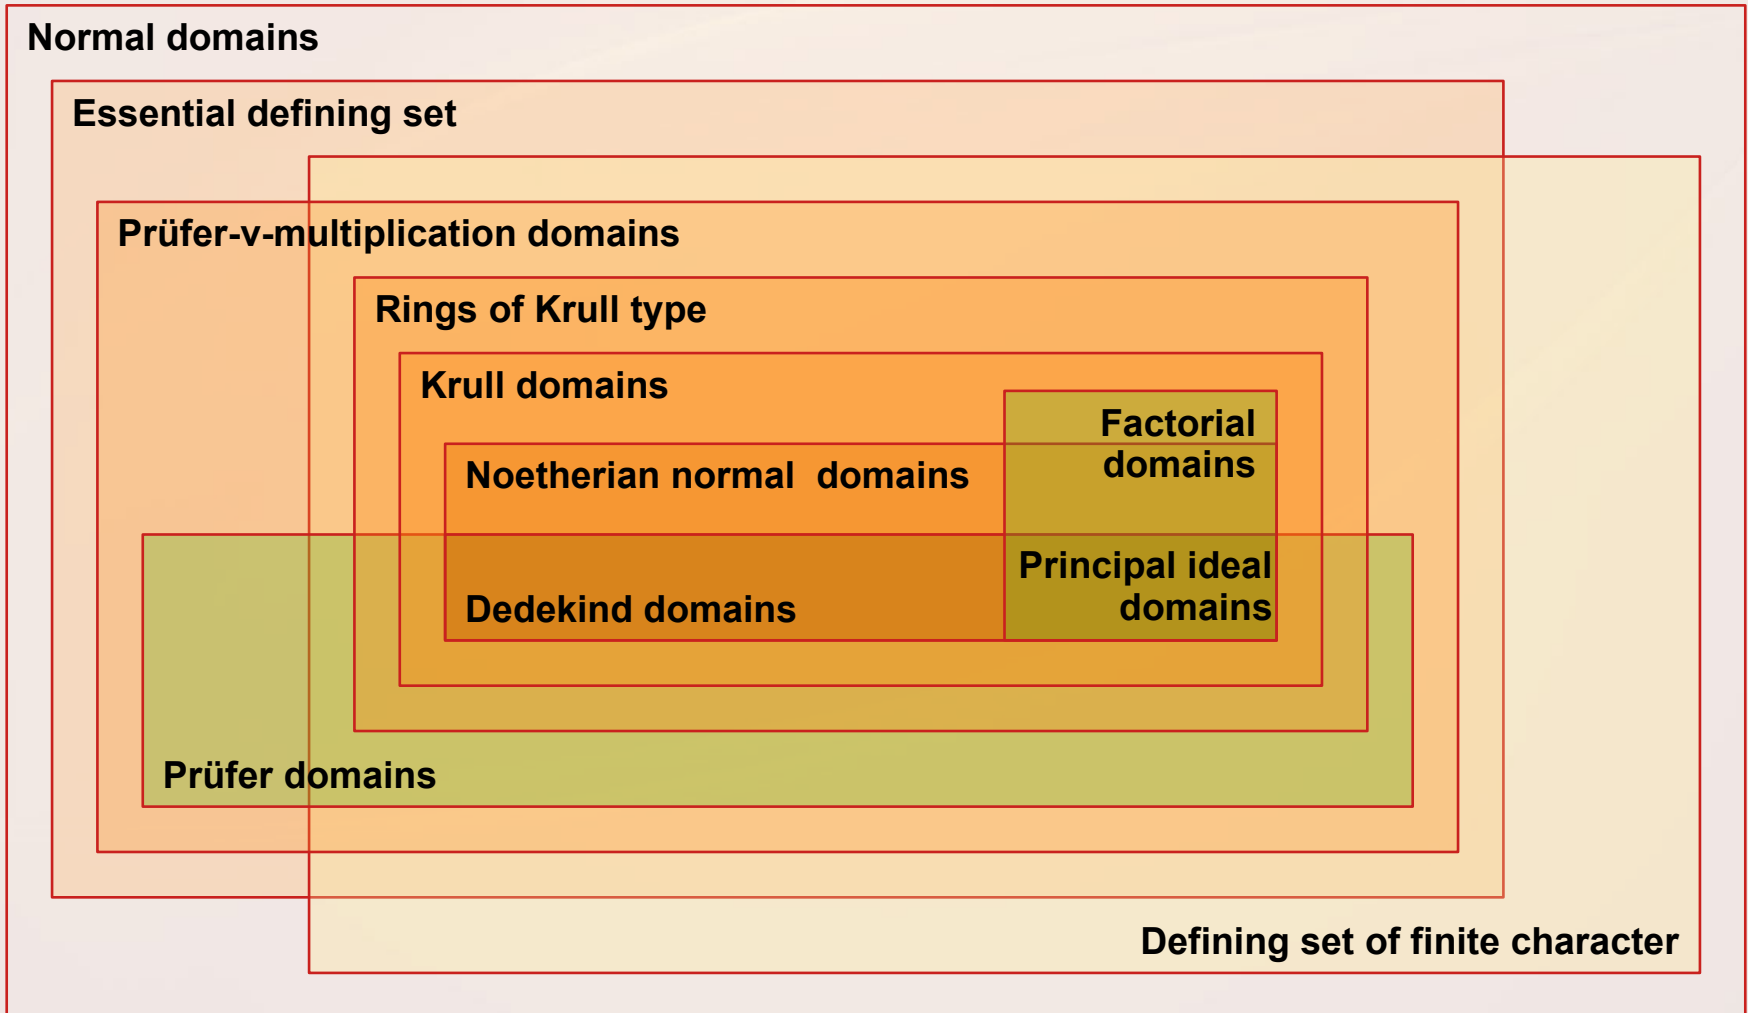 Normal domains
Essential defining set
Prüfer-v-multiplication domains
Rings of Krull type
Krull domains
Factorial
domains
Noetherian normal  domains
Principal ideal
domains
Dedekind domains
Prüfer domains
Defining set of finite character